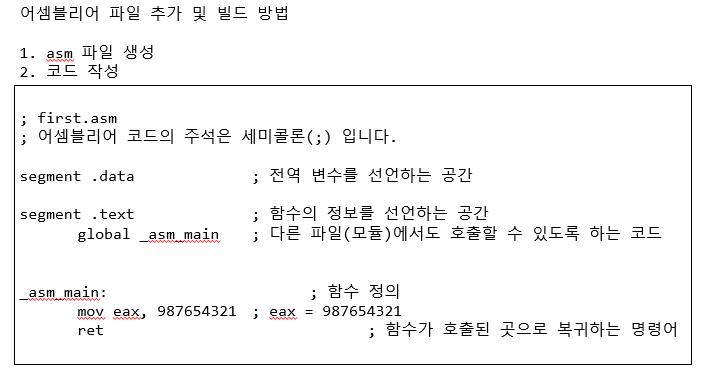 어셈블리어 파일 추가 및 빌드 방법
1. asm 파일 생성
2. 코드 작성
; first.asm
; 어셈블리어 코드의 주석은 세미콜론(;) 입니다.
segment .data ; 전역 변수를 선언하는 공간
segment .text ; 함수의 정보를 선언하는 공간
global _asm_main ; 다른 파일(모듈)에서도 호출할 수 있도록 하는 코드
_asm_main: ; 함수 정의
mov eax, 987654321 ; eax = 987654321
ret ; 함수가 호출된 곳으로 복귀하는 명령어